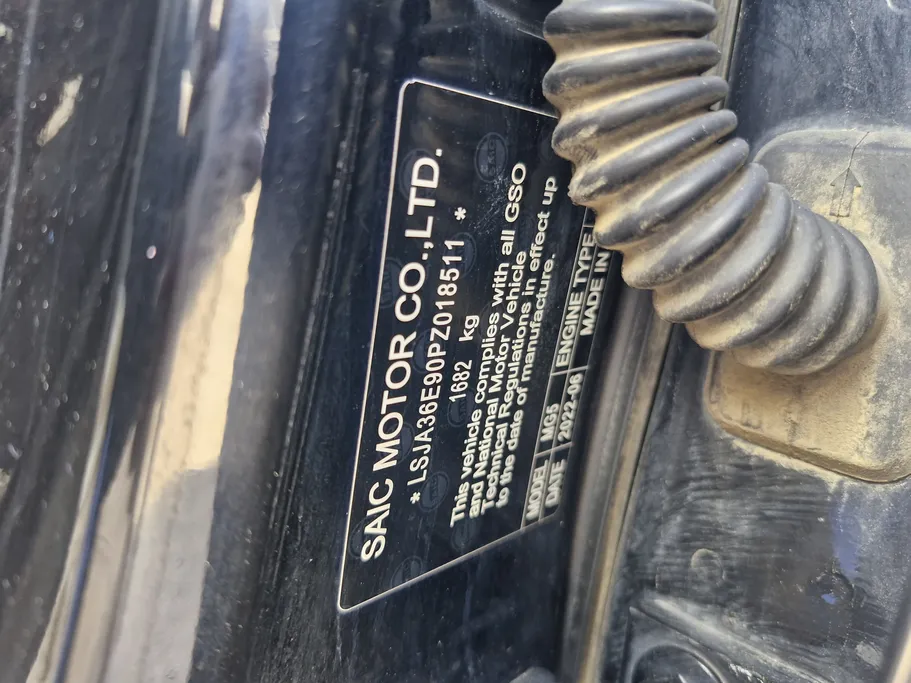 SAIC MOTOR CO.,LTD.
* LSJA36E90PZ018511 *
1682 kg
This vehicle complies with all GSO
and National Motor Vehicle
Technical Regulations in effect up
to the date of manufacture.
MODEL MG5 ENGINE TYPE
DATE 2022-08 MADE IN